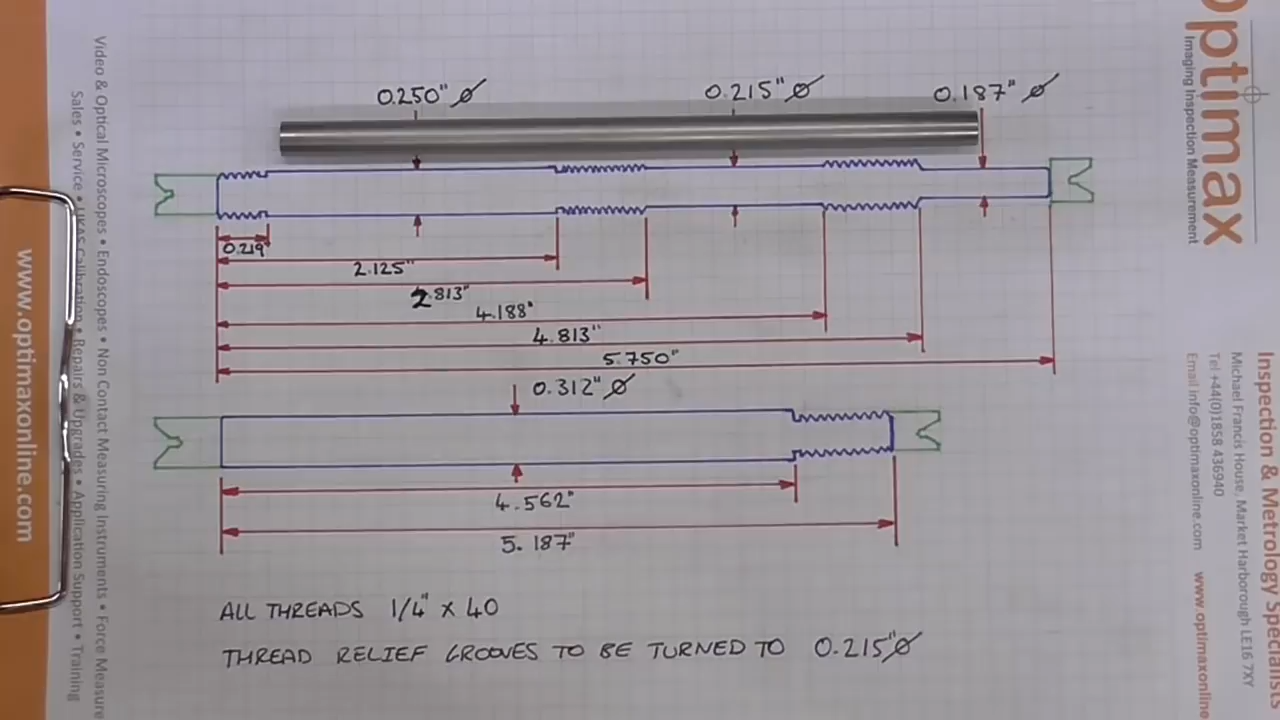 0.250"⌀ 0.215"⌀ 0.187"⌀
0.219"
2.125"
2.813"
4.188"
4.813"
5.750"
0.312"⌀
4.562"
5.187"
ALL THREADS 1/4" x 40
THREAD RELIEF GROOVES TO BE TURNED TO 0.215"⌀
www.optimaxonline.com
Video & Optical Microscopes • Endoscopes • Non Contact Measuring Instruments • Force Measure
Sales • Service • UKAS Calibration • Repairs & Upgrades • Application Support • Training
optimax
Imaging Inspection Measurement
Inspection & Metrology Specialists
Michael Francis House, Market Harborough LE16 7XY
Tel +44(0)1858 436940
Email info@optimaxonline.com www.optimaxonline